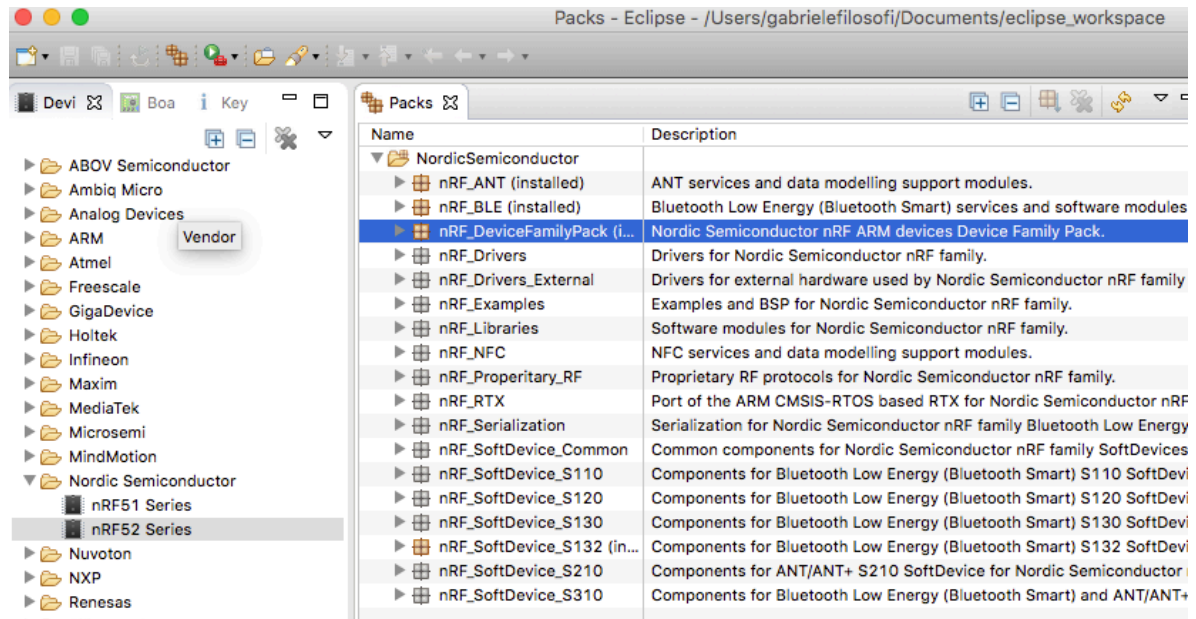 Packs - Eclipse - /Users/gabrielefilosofi/Documents/eclipse_workspace
Devi Boa Key
ABOV Semiconductor
Ambiq Micro
Analog Devices
ARM
Vendor
Atmel
Freescale
GigaDevice
Holtek
Infineon
Maxim
MediaTek
Microsemi
MindMotion
Nordic Semiconductor
nRF51 Series
nRF52 Series
Nuvoton
NXP
Renesas
Packs
Name Description
NordicSemiconductor
nRF_ANT (installed) ANT services and data modelling support modules.
nRF_BLE (installed) Bluetooth Low Energy (Bluetooth Smart) services and software modules
nRF_DeviceFamilyPack (i... Nordic Semiconductor nRF ARM devices Device Family Pack.
nRF_Drivers Drivers for Nordic Semiconductor nRF family.
nRF_Drivers_External Drivers for external hardware used by Nordic Semiconductor nRF family
nRF_Examples Examples and BSP for Nordic Semiconductor nRF family.
nRF_Libraries Software modules for Nordic Semiconductor nRF family.
nRF_NFC NFC services and data modelling support modules.
nRF_Properitary_RF Proprietary RF protocols for Nordic Semiconductor nRF family.
nRF_RTX Port of the ARM CMSIS-RTOS based RTX for Nordic Semiconductor nRF
nRF_Serialization Serialization for Nordic Semiconductor nRF family Bluetooth Low Energy
nRF_SoftDevice_Common Common components for Nordic Semiconductor nRF family SoftDevices
nRF_SoftDevice_S110 Components for Bluetooth Low Energy (Bluetooth Smart) S110 SoftDevi
nRF_SoftDevice_S120 Components for Bluetooth Low Energy (Bluetooth Smart) S120 SoftDevi
nRF_SoftDevice_S130 Components for Bluetooth Low Energy (Bluetooth Smart) S130 SoftDevi
nRF_SoftDevice_S132 (in... Components for Bluetooth Low Energy (Bluetooth Smart) S132 SoftDevi
nRF_SoftDevice_S210 Components for ANT/ANT+ S210 SoftDevice for Nordic Semiconductor
nRF_SoftDevice_S310 Components for Bluetooth Low Energy (Bluetooth Smart) and ANT/ANT+